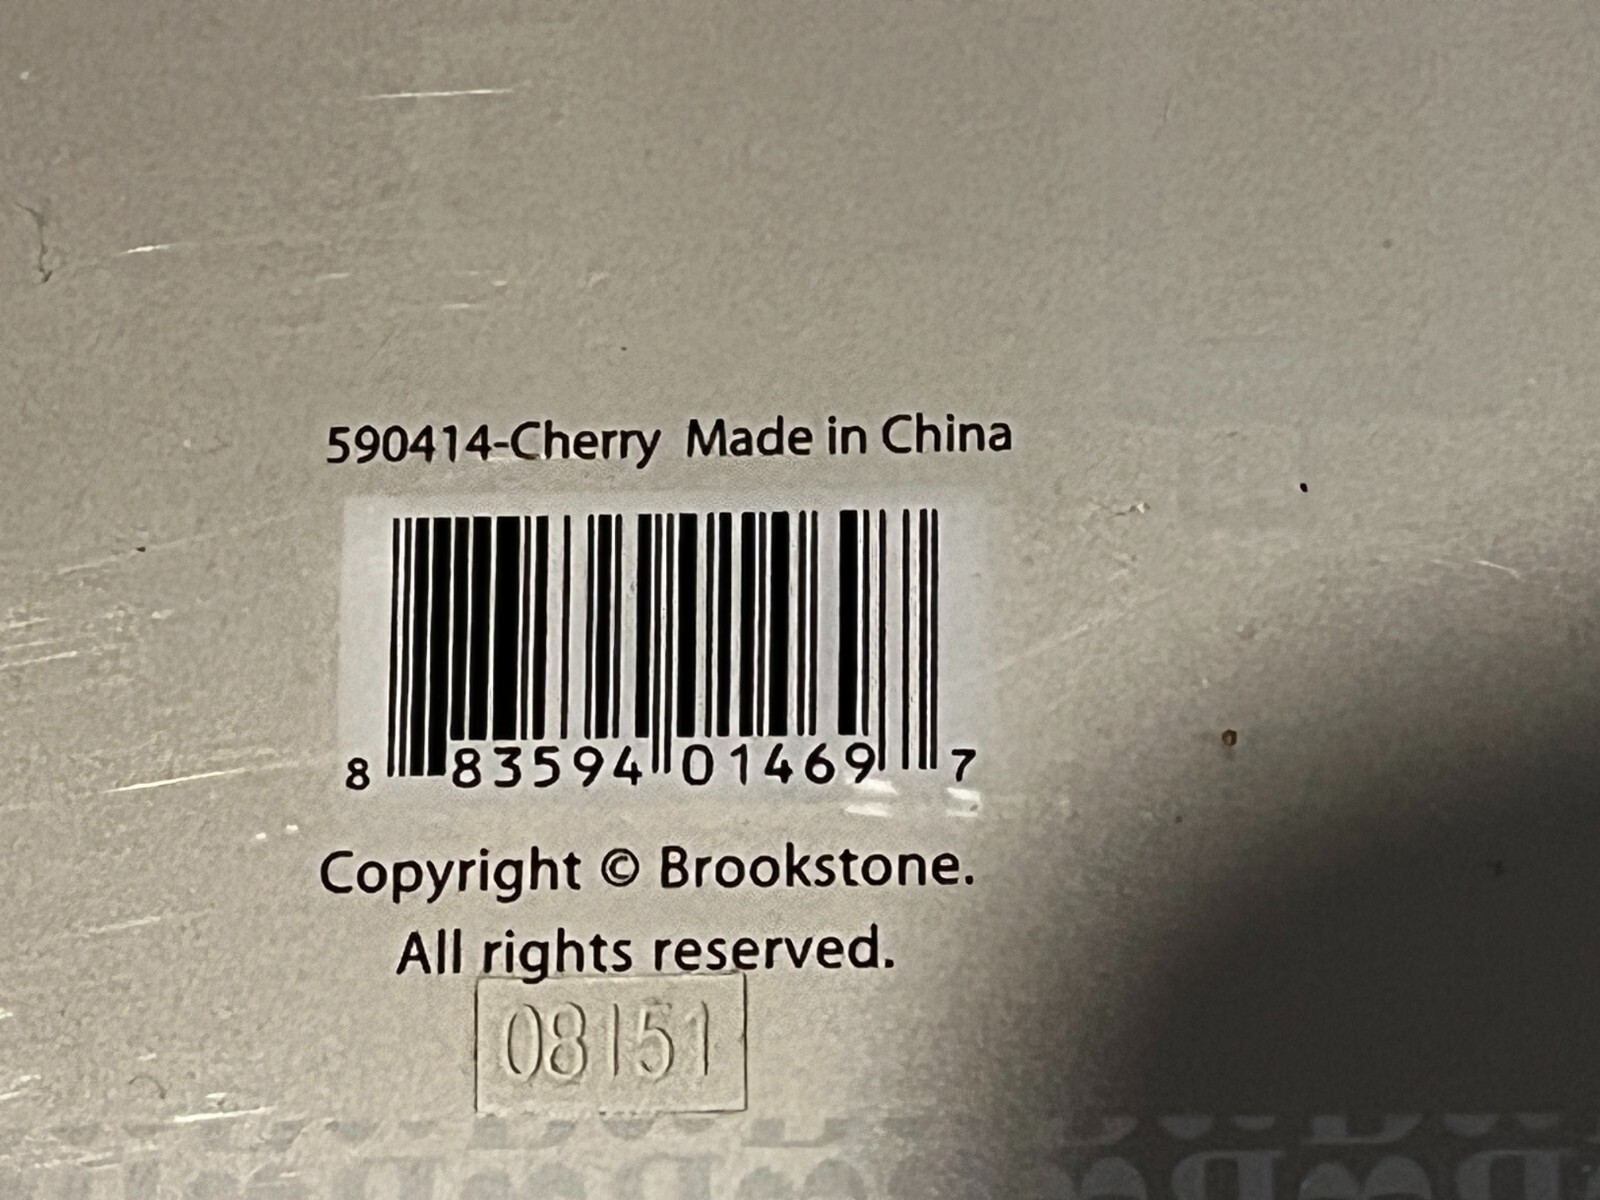 590414-Cherry Made in China
8 83594 01469 7
Copyright © Brookstone.
All rights reserved.
08151